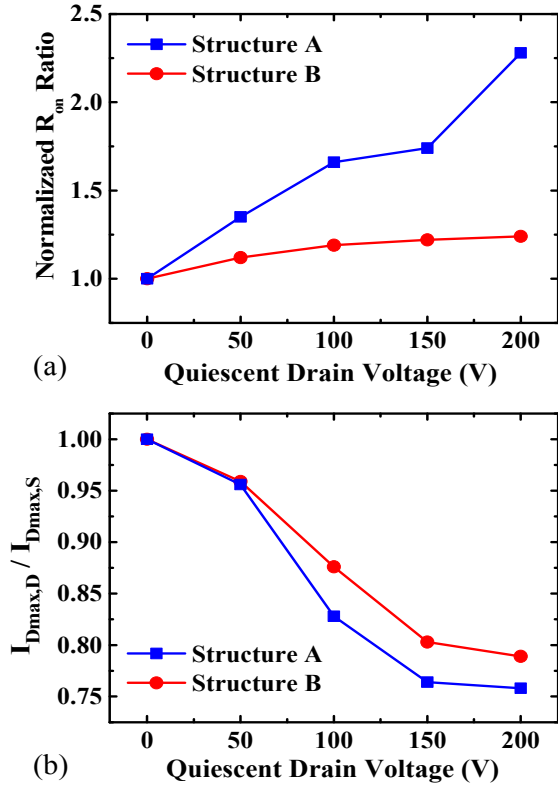 2.5
2.0
1.5
1.0
Normalizaed R_on Ratio
Structure A
Structure B
0 50 100 150 200
Quiescent Drain Voltage (V)
(a)
1.00
0.95
0.90
0.85
0.80
0.75
I_Dmax,D / I_Dmax,S
Structure A
Structure B
0 50 100 150 200
Quiescent Drain Voltage (V)
(b)